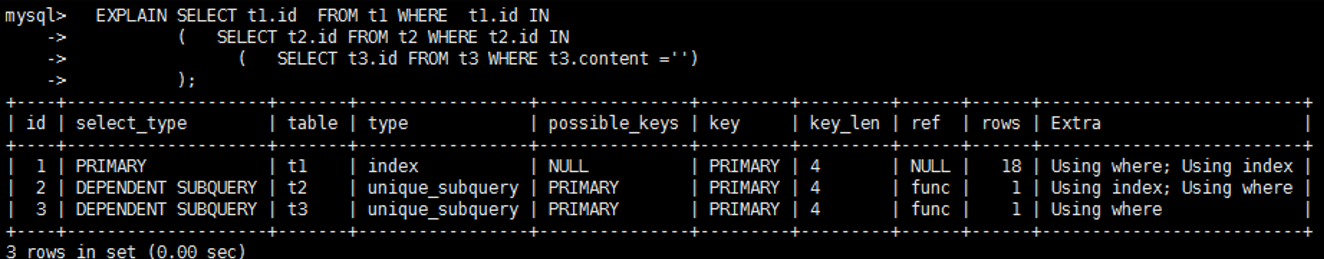 mysql>   EXPLAIN SELECT t1.id  FROM t1 WHERE  t1.id IN
    ->          (   SELECT t2.id FROM t2 WHERE t2.id IN
    ->               (   SELECT t3.id FROM t3 WHERE t3.content ='')
    ->          );
+----+--------------------+-------+-----------------+---------------+---------+---------+------+------+--------------------------+
| id | select_type        | table | type            | possible_keys | key     | key_len | ref  | rows | Extra                    |
+----+--------------------+-------+-----------------+---------------+---------+---------+------+------+--------------------------+
|  1 | PRIMARY            | t1    | index           | NULL          | PRIMARY | 4       | NULL |   18 | Using where; Using index |
|  2 | DEPENDENT SUBQUERY | t2    | unique_subquery | PRIMARY       | PRIMARY | 4       | func |    1 | Using index; Using where |
|  3 | DEPENDENT SUBQUERY | t3    | unique_subquery | PRIMARY       | PRIMARY | 4       | func |    1 | Using where              |
+----+--------------------+-------+-----------------+---------------+---------+---------+------+------+--------------------------+
3 rows in set (0.00 sec)